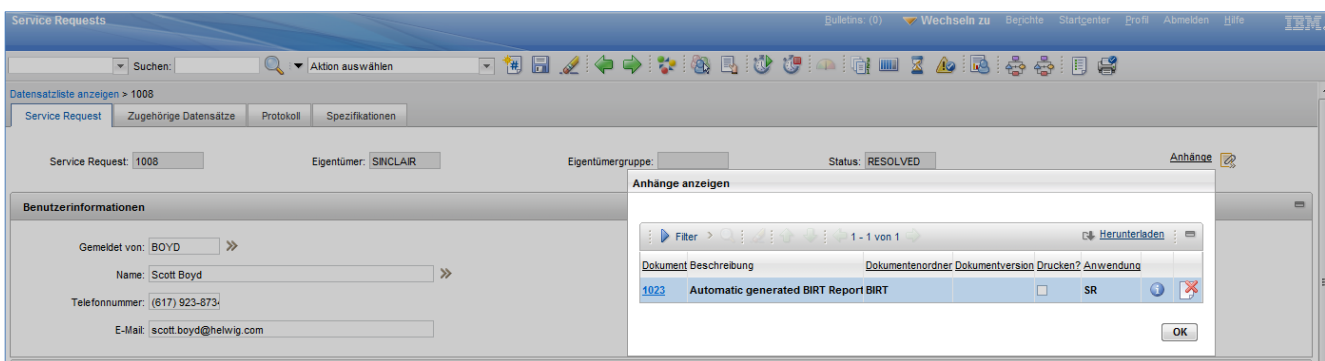 Service Requests Bulletins: (0) Wechseln zu Berichte Startcenter Profil Abmelden Hilfe IBM.
Suchen: Aktion auswählen
Datensatzliste anzeigen > 1008
Service Request Zugehörige Datensätze Protokoll Spezifikationen
Service Request: 1008 Eigentümer: SINCLAIR Eigentümergruppe: Status: RESOLVED Anhänge
Anhänge anzeigen
Benutzerinformationen
Filter > 1 - 1 von 1 Herunterladen
Gemeldet von: BOYD
Dokument Beschreibung Dokumentenordner Dokumentversion Drucken? Anwendung
Name: Scott Boyd
1023 Automatic generated BIRT Report BIRT SR
Telefonnummer: (617) 923-873
E-Mail: scott.boyd@helwig.com
OK